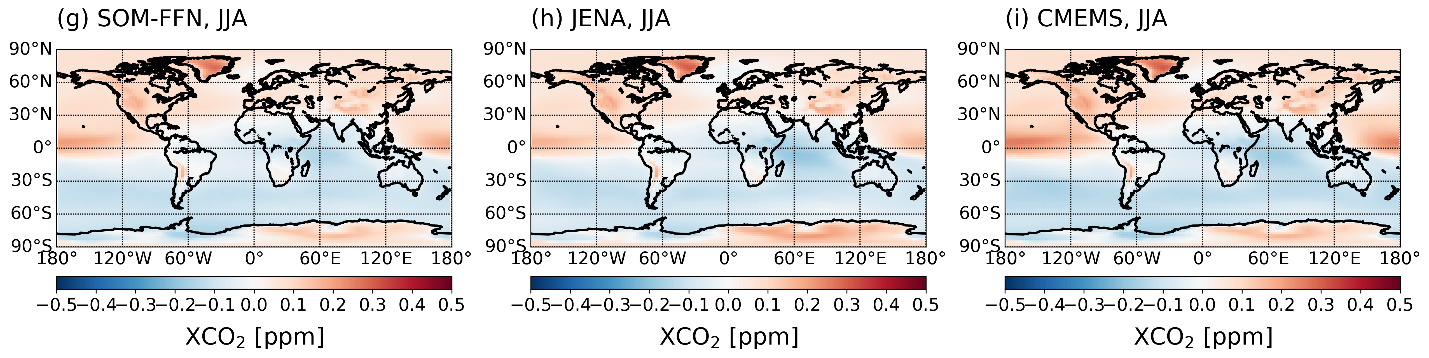 (g) SOM-FFN, JJA
90°N
60°N
30°N
0°
30°S
60°S
90°S
180° 120°W 60°W 0° 60°E 120°E 180°
−0.5 −0.4 −0.3 −0.2 −0.1 0.0 0.1 0.2 0.3 0.4 0.5
XCO₂ [ppm]
(h) JENA, JJA
90°N
60°N
30°N
0°
30°S
60°S
90°S
180° 120°W 60°W 0° 60°E 120°E 180°
−0.5 −0.4 −0.3 −0.2 −0.1 0.0 0.1 0.2 0.3 0.4 0.5
XCO₂ [ppm]
(i) CMEMS, JJA
90°N
60°N
30°N
0°
30°S
60°S
90°S
180° 120°W 60°W 0° 60°E 120°E 180°
−0.5 −0.4 −0.3 −0.2 −0.1 0.0 0.1 0.2 0.3 0.4 0.5
XCO₂ [ppm]